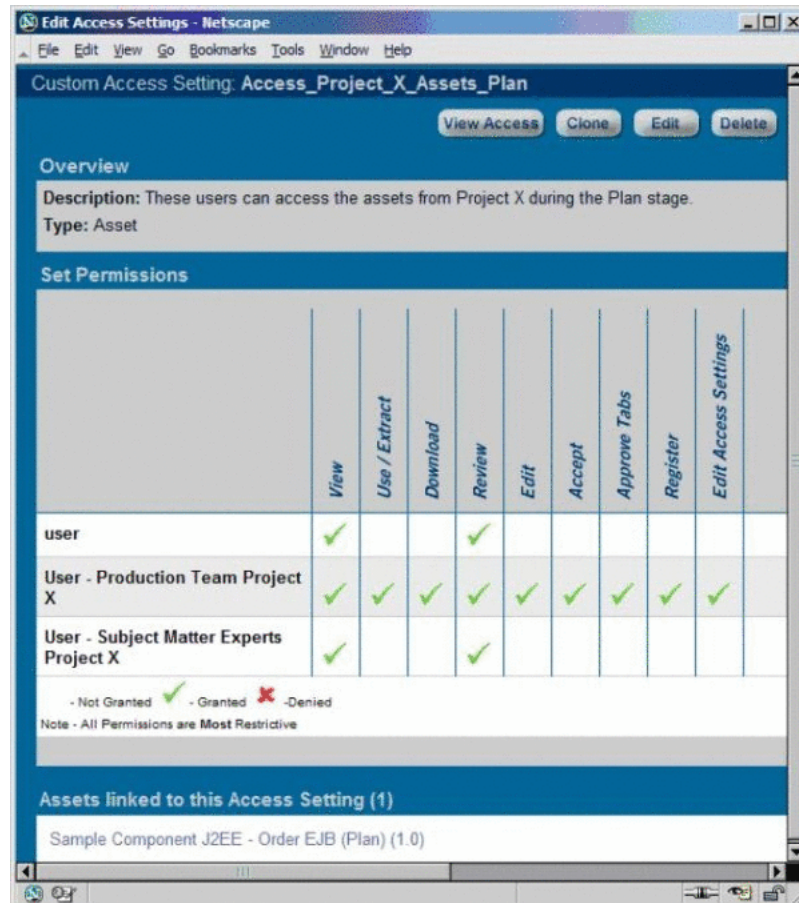 Edit Access Settings - Netscape
File Edit View Go Bookmarks Tools Window Help
Custom Access Setting: Access_Project_X_Assets_Plan
View Access Clone Edit Delete
Overview
Description: These users can access the assets from Project X during the Plan stage.
Type: Asset
Set Permissions
View
Use / Extract
Download
Review
Edit
Accept
Approve Tabs
Register
Edit Access Settings
user
User - Production Team Project
X
User - Subject Matter Experts
Project X
- Not Granted - Granted -Denied
Note - All Permissions are Most Restrictive
Assets linked to this Access Setting (1)
Sample Component J2EE - Order EJB (Plan) (1.0)